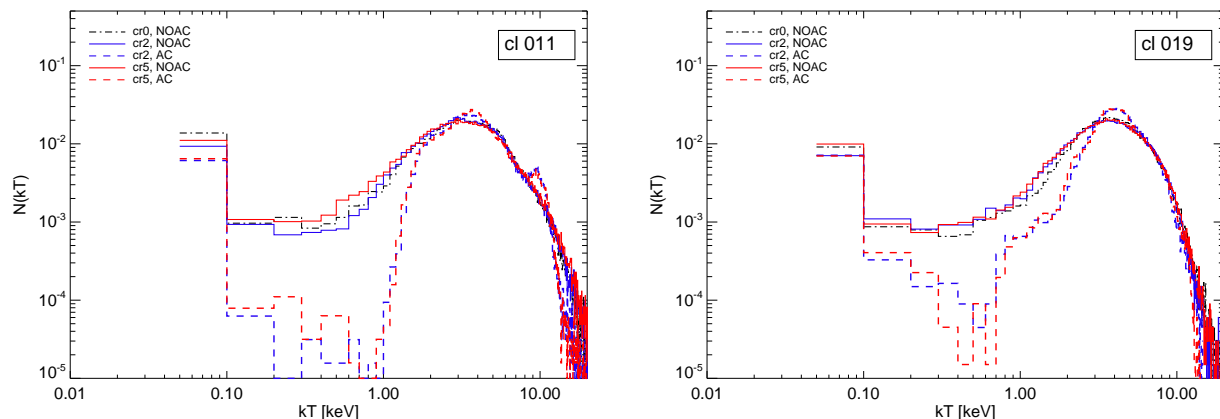 cr0, NOAC
cr2, NOAC
cr2, AC
cr5, NOAC
cr5, AC
cl 011
N(kT)
10^-1
10^-2
10^-3
10^-4
10^-5
0.01 0.10 1.00 10.00
kT [keV]
cr0, NOAC
cr2, NOAC
cr2, AC
cr5, NOAC
cr5, AC
cl 019
N(kT)
10^-1
10^-2
10^-3
10^-4
10^-5
0.01 0.10 1.00 10.00
kT [keV]